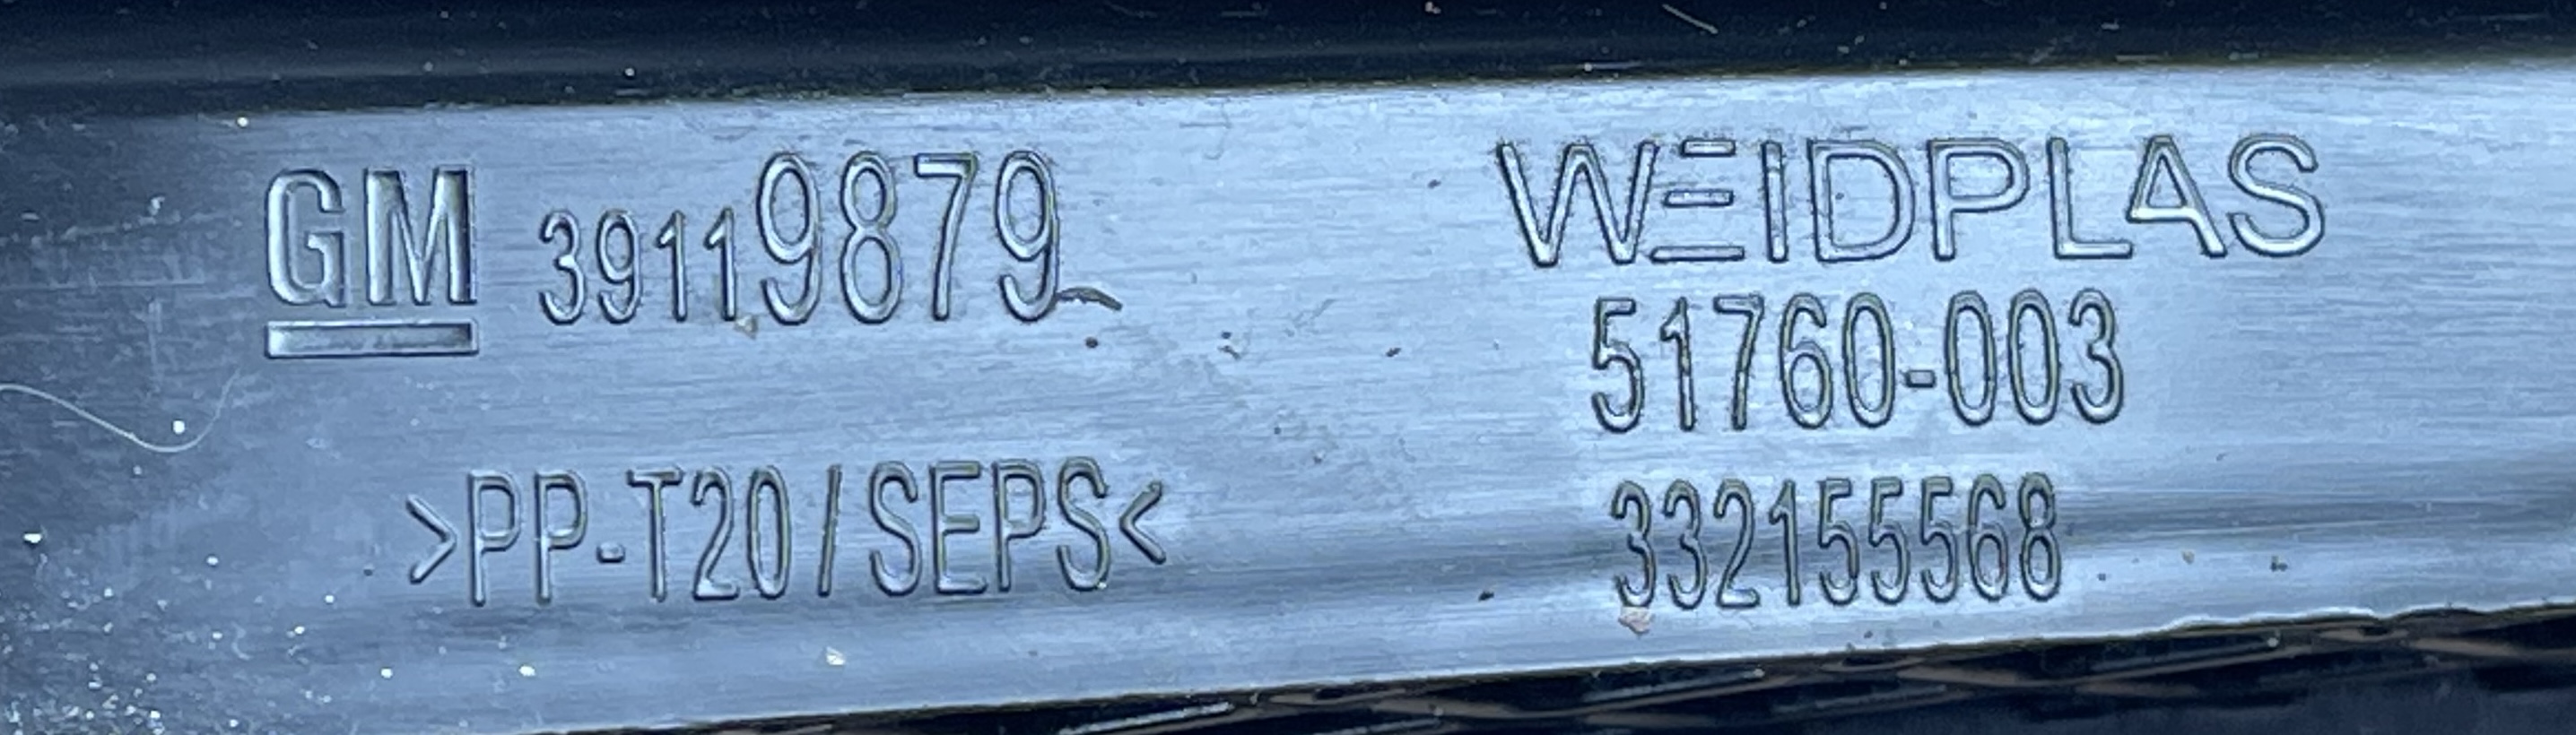 GM 39119879
>PP-T20/SEPS<
WEIDPLAS
51760-003
332155568